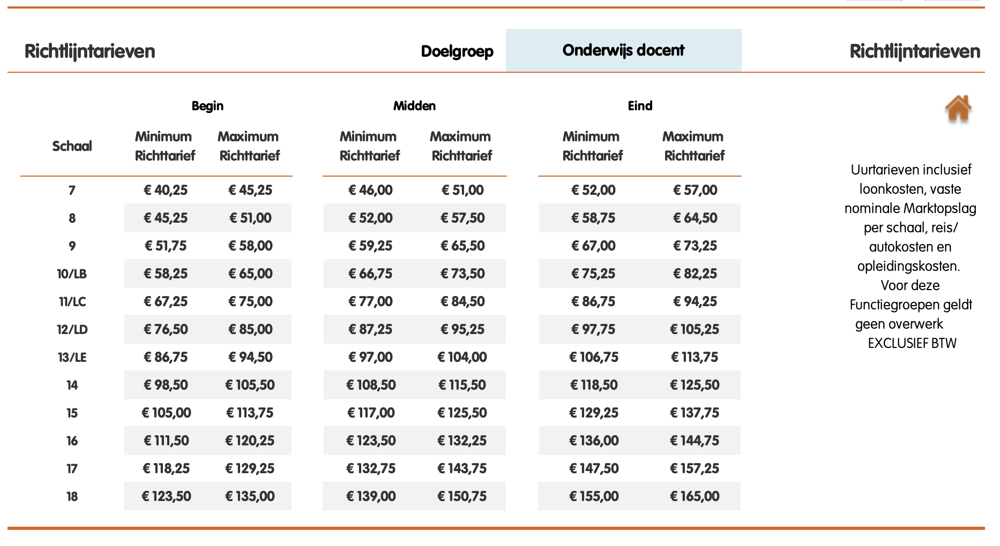 Richtlijntarieven Doelgroep Onderwijs docent Richtlijntarieven
Begin Midden Eind
Schaal Minimum Richttarief Maximum Richttarief Minimum Richttarief Maximum Richttarief Minimum Richttarief Maximum Richttarief
7 € 40,25 € 45,25 € 46,00 € 51,00 € 52,00 € 57,00
8 € 45,25 € 51,00 € 52,00 € 57,50 € 58,75 € 64,50
9 € 51,75 € 58,00 € 59,25 € 65,50 € 67,00 € 73,25
10/LB € 58,25 € 65,00 € 66,75 € 73,50 € 75,25 € 82,25
11/LC € 67,25 € 75,00 € 77,00 € 84,50 € 86,75 € 94,25
12/LD € 76,50 € 85,00 € 87,25 € 95,25 € 97,75 € 105,25
13/LE € 86,75 € 94,50 € 97,00 € 104,00 € 106,75 € 113,75
14 € 98,50 € 105,50 € 108,50 € 115,50 € 118,50 € 125,50
15 € 105,00 € 113,75 € 117,00 € 125,50 € 129,25 € 137,75
16 € 111,50 € 120,25 € 123,50 € 132,25 € 136,00 € 144,75
17 € 118,25 € 129,25 € 132,75 € 143,75 € 147,50 € 157,25
18 € 123,50 € 135,00 € 139,00 € 150,75 € 155,00 € 165,00
Uurtarieven inclusief
loonkosten, vaste
nominale Marktopslag
per schaal, reis/
autokosten en
opleidingskosten.
Voor deze
Functiegroepen geldt
geen overwerk
EXCLUSIEF BTW